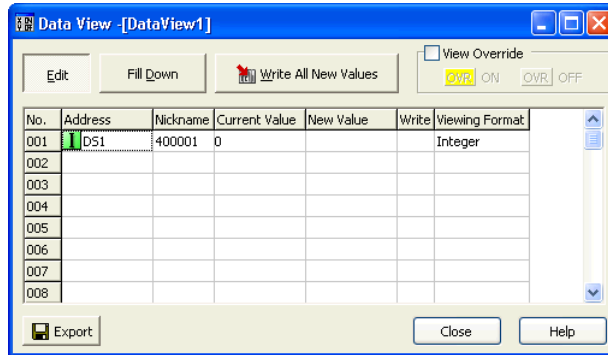 Data View -[DataView1]
Edit
Fill Down
Write All New Values
View Override
OVR ON OVR OFF
No. Address Nickname Current Value New Value Write Viewing Format
001 I DS1 400001 0 Integer
002
003
004
005
006
007
008
Export
Close
Help